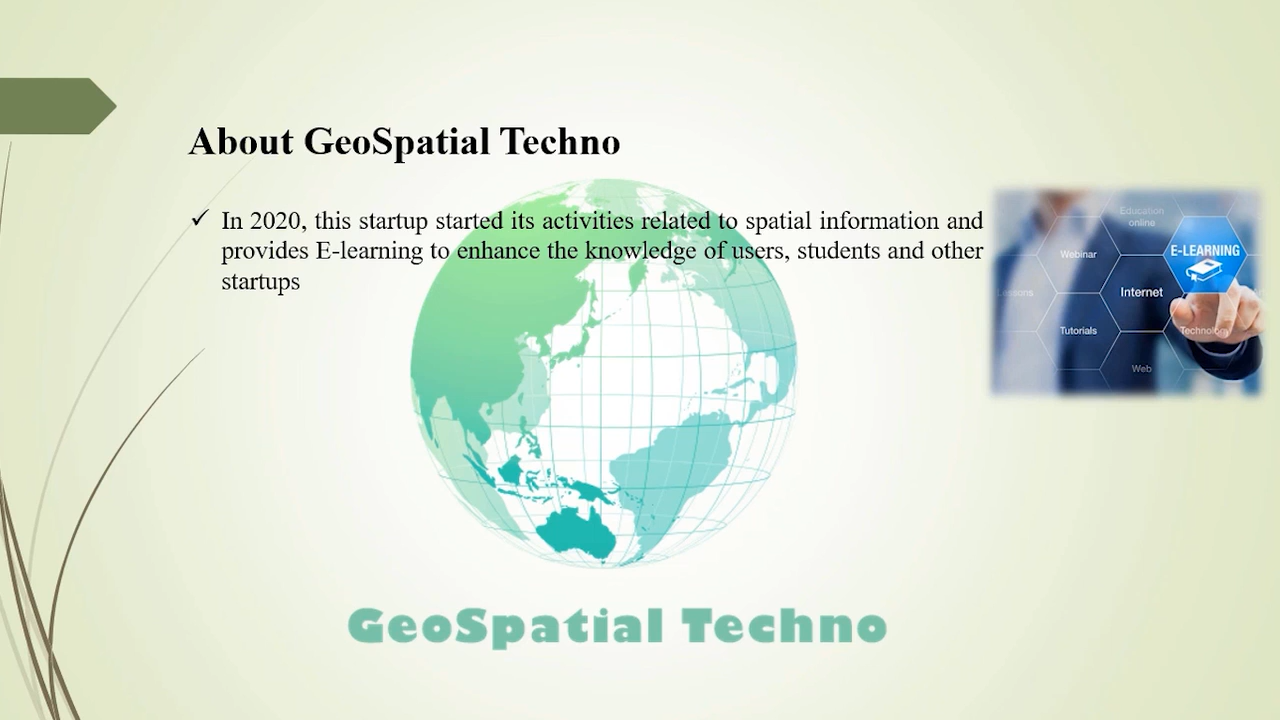 About GeoSpatial Techno
✓ In 2020, this startup started its activities related to spatial information and
provides E-learning to enhance the knowledge of users, students and other
startups
Education
online
Webinar
E-LEARNING
Lessons
Internet
Tutorials
Technology
Web
GeoSpatial Techno